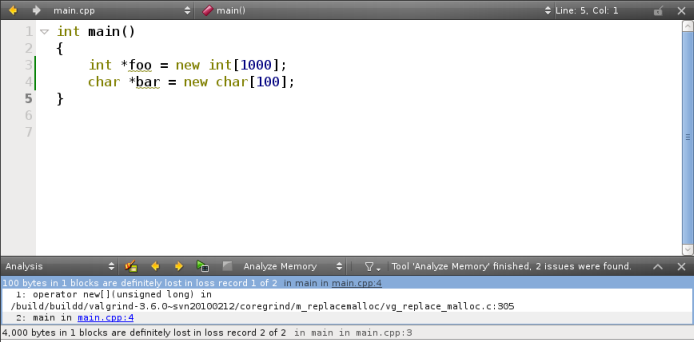 main.cpp main() Line: 5, Col: 1
1 int main()
2 {
3 int *foo = new int[1000];
4 char *bar = new char[100];
5 }
6
7
Analysis Analyze Memory Tool 'Analyze Memory' finished, 2 issues were found.
100 bytes in 1 blocks are definitely lost in loss record 1 of 2 in main in main.cpp:4
1: operator new[](unsigned long) in
/build/buildd/valgrind-3.6.0~svn20100212/coregrind/m_replacemalloc/vg_replace_malloc.c:305
2: main in main.cpp:4
4,000 bytes in 1 blocks are definitely lost in loss record 2 of 2 in main in main.cpp:3